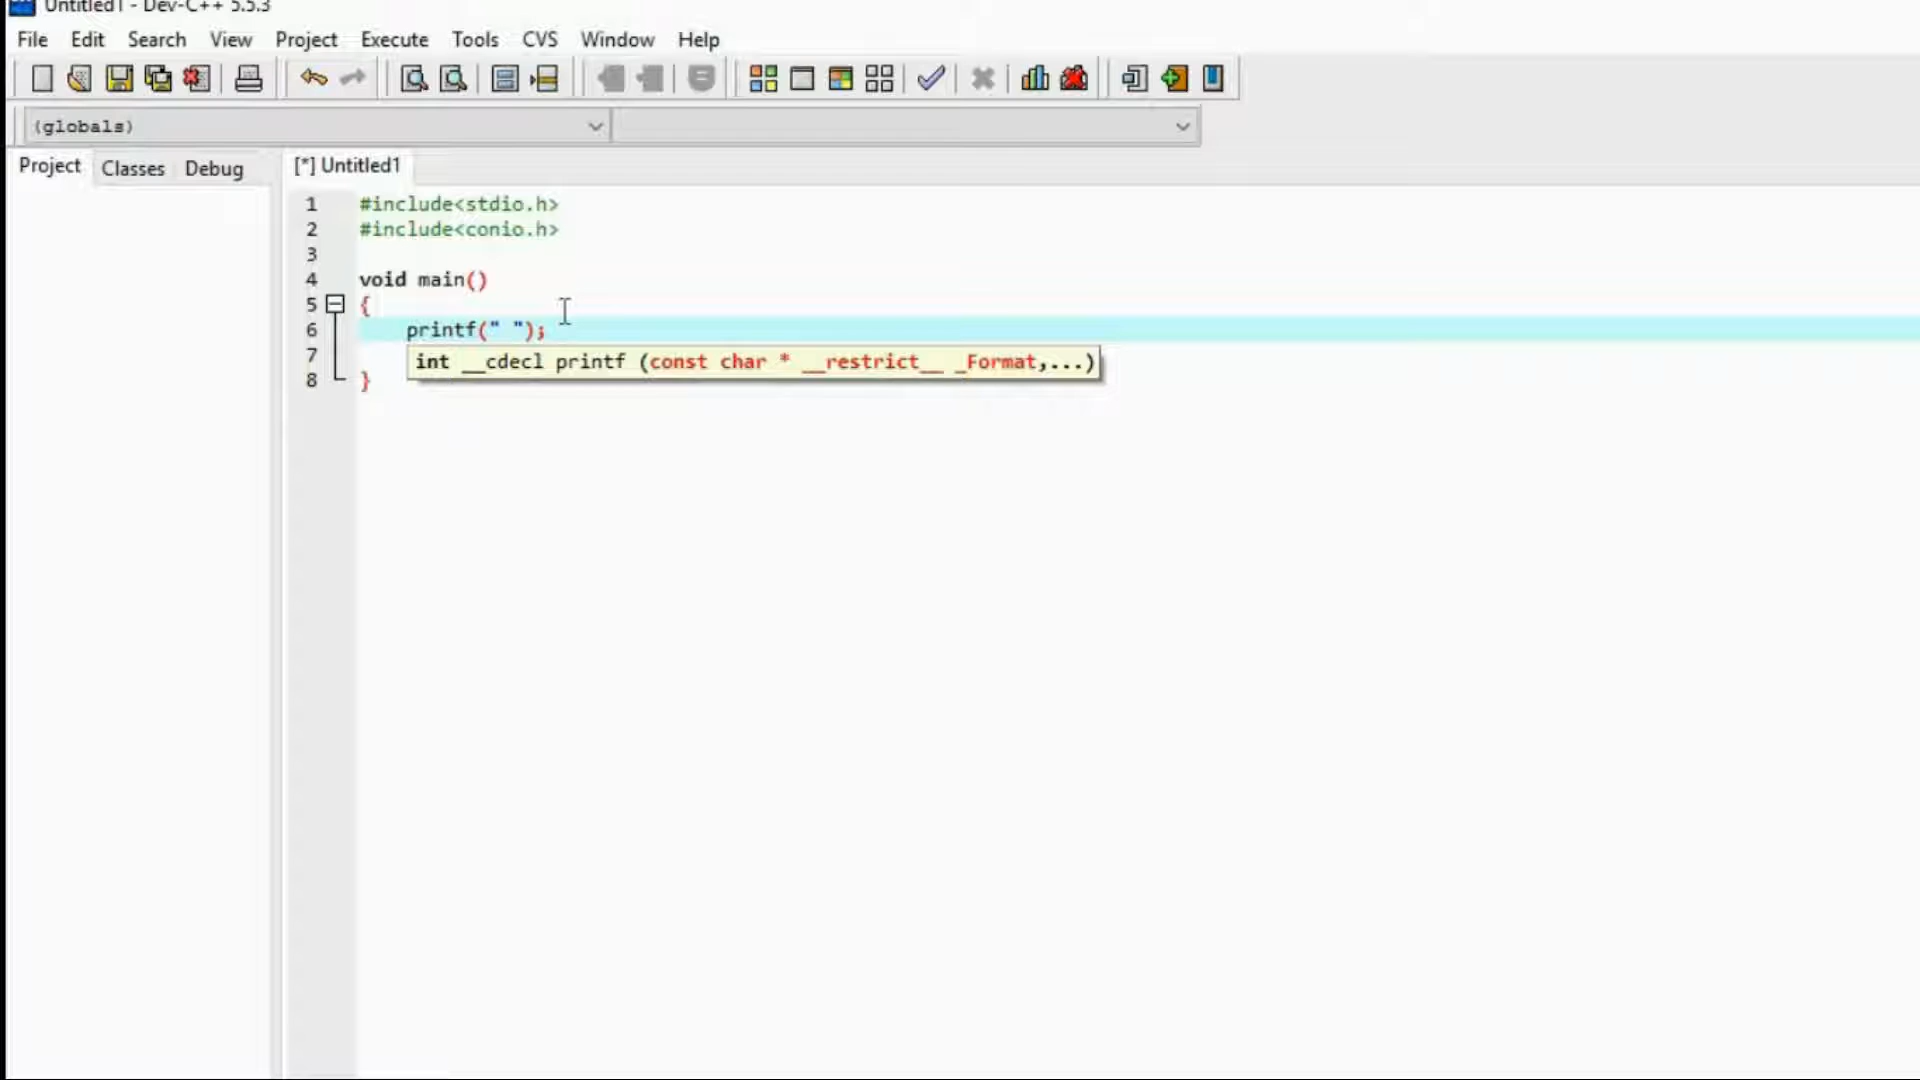 Untitled1 - Dev-C++ 5.5.3
File Edit Search View Project Execute Tools CVS Window Help
(globals)
Project Classes Debug [*] Untitled1
1 #include<stdio.h>
2 #include<conio.h>
3
4 void main()
5 {
6 printf(" ");
7 int __cdecl printf (const char * __restrict__ _Format,...)
8 }